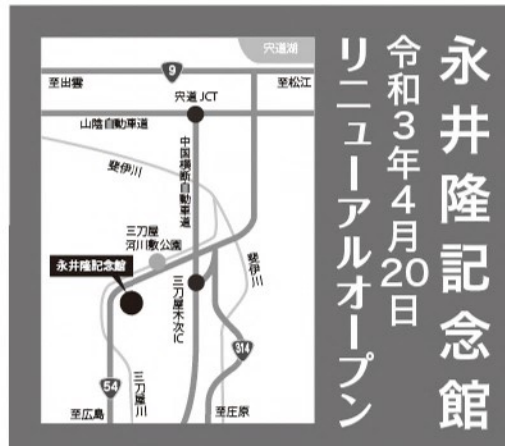 永井隆記念館
令和3年4月20日
リニューアルオープン
宍道湖
9
至出雲
至松江
宍道JCT
山陰自動車道
斐伊川
中国横断自動車道
三刀屋
河川敷公園
永井隆記念館
斐伊川
三刀屋木次IC
314
54
三刀屋川
至広島
至庄原